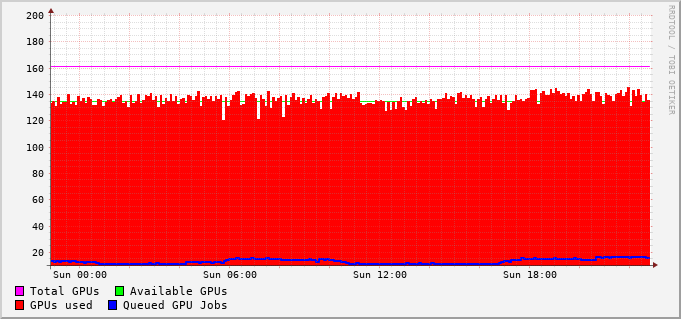 200
180
160
140
120
100
80
60
40
20
Sun 00:00 Sun 06:00 Sun 12:00 Sun 18:00
Total GPUs Available GPUs
GPUs used Queued GPU Jobs
RRDTOOL / TOBI OETIKER